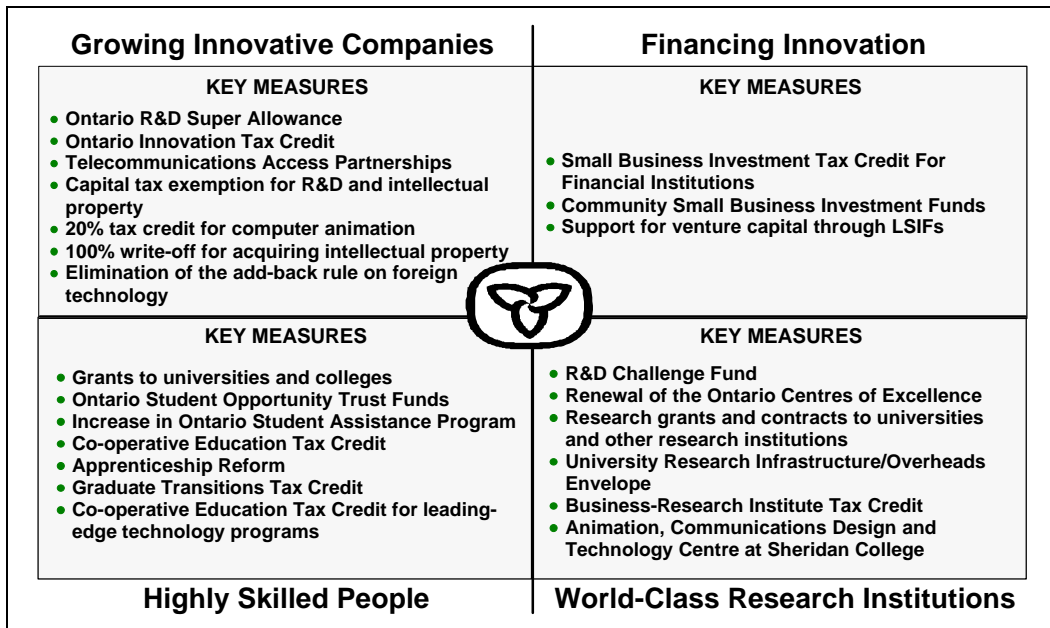 Growing Innovative Companies
KEY MEASURES
• Ontario R&D Super Allowance
• Ontario Innovation Tax Credit
• Telecommunications Access Partnerships
• Capital tax exemption for R&D and intellectual
property
• 20% tax credit for computer animation
• 100% write-off for acquiring intellectual property
• Elimination of the add-back rule on foreign
technology
Financing Innovation
KEY MEASURES
• Small Business Investment Tax Credit For
Financial Institutions
• Community Small Business Investment Funds
• Support for venture capital through LSIFs
KEY MEASURES
• Grants to universities and colleges
• Ontario Student Opportunity Trust Funds
• Increase in Ontario Student Assistance Program
• Co-operative Education Tax Credit
• Apprenticeship Reform
• Graduate Transitions Tax Credit
• Co-operative Education Tax Credit for leading-
edge technology programs
Highly Skilled People
KEY MEASURES
• R&D Challenge Fund
• Renewal of the Ontario Centres of Excellence
• Research grants and contracts to universities
and other research institutions
• University Research Infrastructure/Overheads
Envelope
• Business-Research Institute Tax Credit
• Animation, Communications Design and
Technology Centre at Sheridan College
World-Class Research Institutions